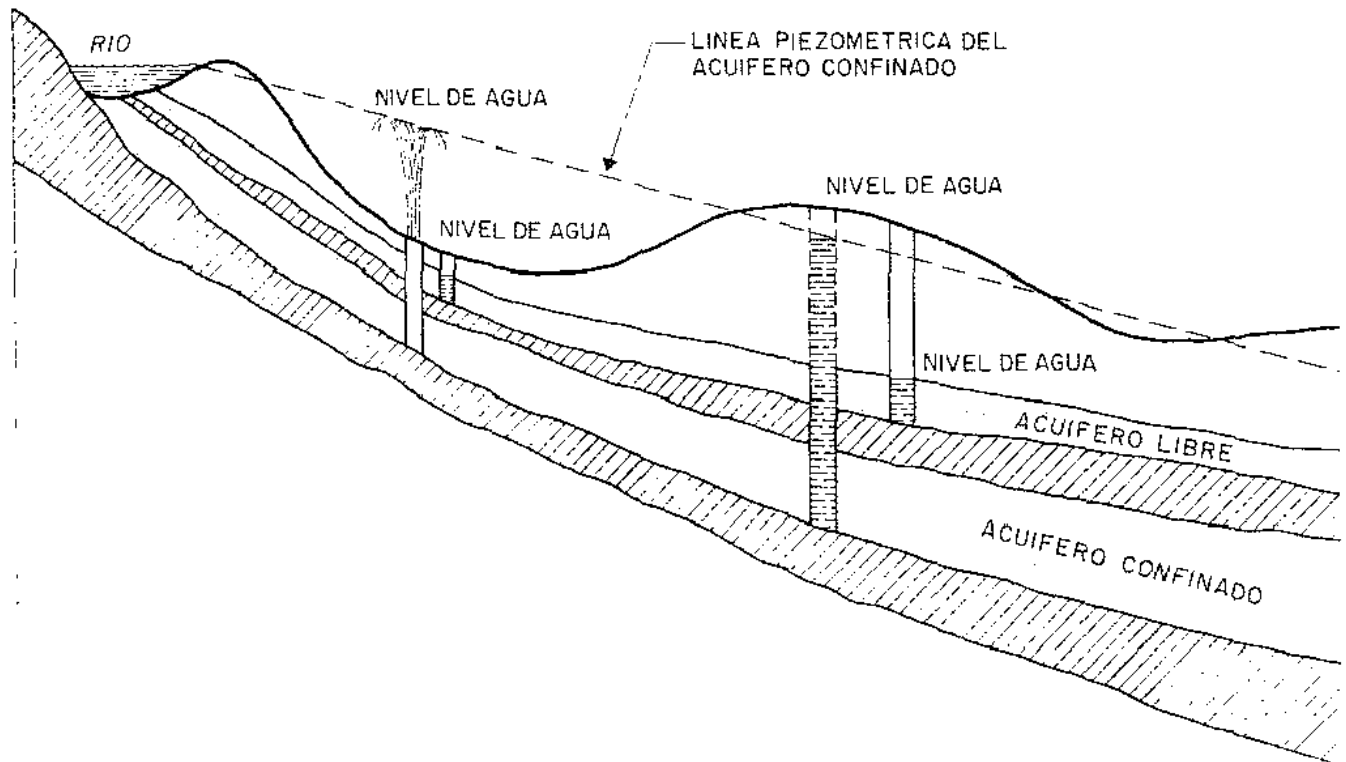 RIO
LINEA PIEZOMETRICA DEL
ACUIFERO CONFINADO
NIVEL DE AGUA
NIVEL DE AGUA
NIVEL DE AGUA
NIVEL DE AGUA
ACUIFERO LIBRE
ACUIFERO CONFINADO